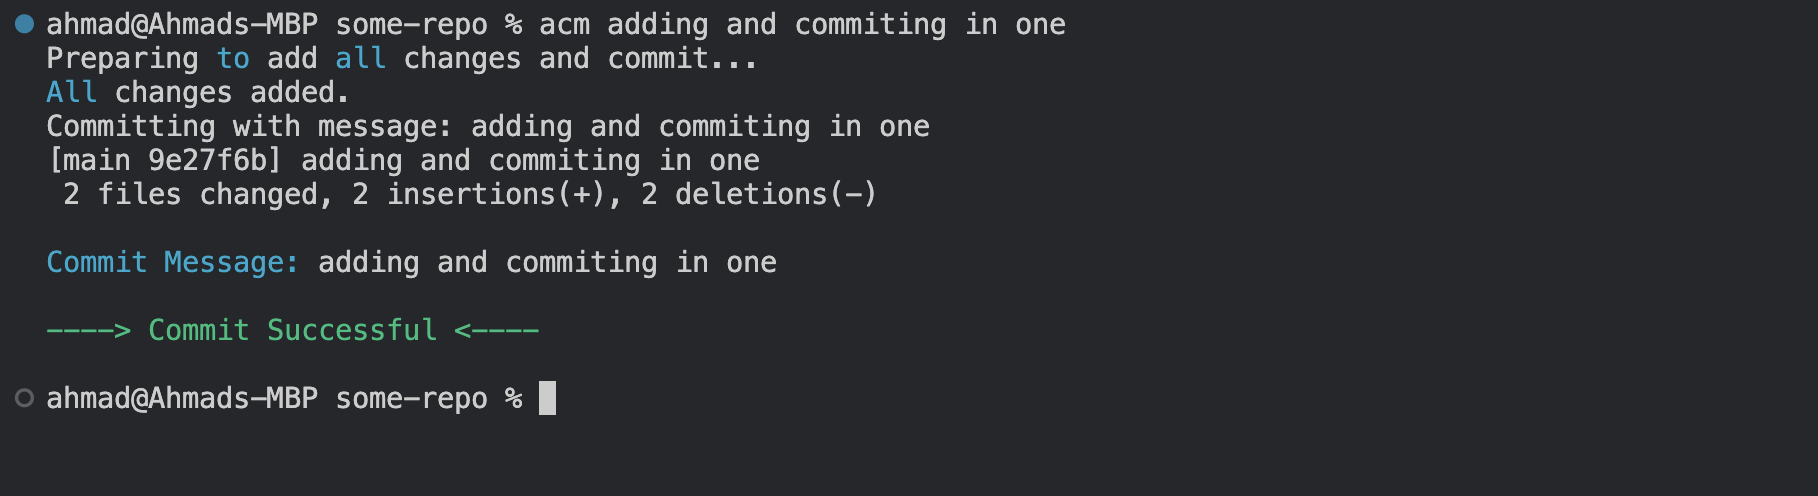 ahmad@Ahmads-MBP some-repo % acm adding and commiting in one
Preparing to add all changes and commit...
All changes added.
Committing with message: adding and commiting in one
[main 9e27f6b] adding and commiting in one
 2 files changed, 2 insertions(+), 2 deletions(-)
Commit Message: adding and commiting in one
----> Commit Successful <----
ahmad@Ahmads-MBP some-repo %